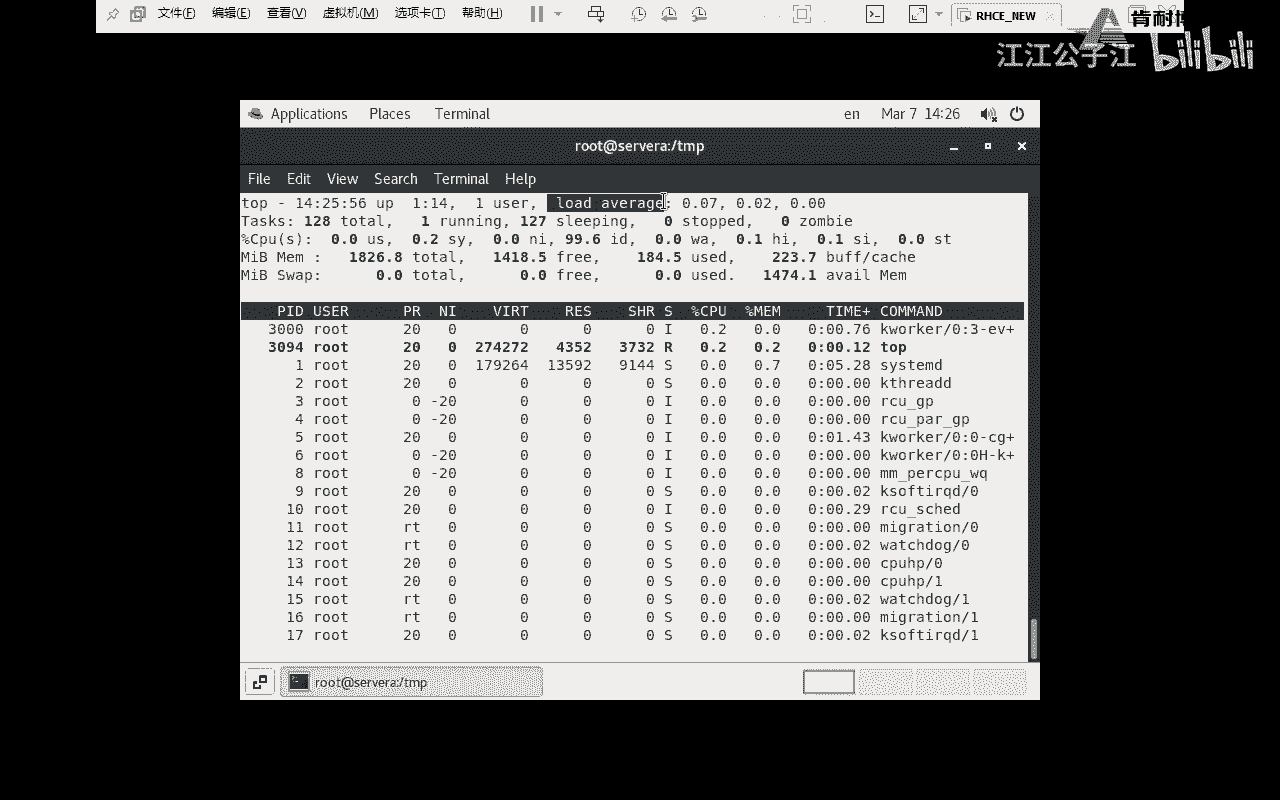 文件(F) 编辑(E) 查看(V) 虚拟机(M) 选项卡(T) 帮助(H) RHCE_NEW
肯耐
江江公子江 bilibili
Applications Places Terminal en Mar 7 14:26
root@servera:/tmp
File Edit View Search Terminal Help
top - 14:25:56 up  1:14,  1 user,  load average: 0.07, 0.02, 0.00
Tasks: 128 total,   1 running, 127 sleeping,   0 stopped,   0 zombie
%Cpu(s):  0.0 us,  0.2 sy,  0.0 ni, 99.6 id,  0.0 wa,  0.1 hi,  0.1 si,  0.0 st
MiB Mem :   1826.8 total,   1418.5 free,    184.5 used,    223.7 buff/cache
MiB Swap:      0.0 total,      0.0 free,      0.0 used.   1474.1 avail Mem
PID USER PR NI VIRT RES SHR S %CPU %MEM TIME+ COMMAND
3000 root 20 0 0 0 0 I 0.2 0.0 0:00.76 kworker/0:3-ev+
3094 root 20 0 274272 4352 3732 R 0.2 0.2 0:00.12 top
1 root 20 0 179264 13592 9144 S 0.0 0.7 0:05.28 systemd
2 root 20 0 0 0 0 S 0.0 0.0 0:00.00 kthreadd
3 root 0 -20 0 0 0 I 0.0 0.0 0:00.00 rcu_gp
4 root 0 -20 0 0 0 I 0.0 0.0 0:00.00 rcu_par_gp
5 root 20 0 0 0 0 I 0.0 0.0 0:01.43 kworker/0:0-cg+
6 root 0 -20 0 0 0 I 0.0 0.0 0:00.00 kworker/0:0H-k+
8 root 0 -20 0 0 0 I 0.0 0.0 0:00.00 mm_percpu_wq
9 root 20 0 0 0 0 S 0.0 0.0 0:00.02 ksoftirqd/0
10 root 20 0 0 0 0 I 0.0 0.0 0:00.29 rcu_sched
11 root rt 0 0 0 0 S 0.0 0.0 0:00.00 migration/0
12 root rt 0 0 0 0 S 0.0 0.0 0:00.02 watchdog/0
13 root 20 0 0 0 0 S 0.0 0.0 0:00.00 cpuhp/0
14 root 20 0 0 0 0 S 0.0 0.0 0:00.00 cpuhp/1
15 root rt 0 0 0 0 S 0.0 0.0 0:00.02 watchdog/1
16 root rt 0 0 0 0 S 0.0 0.0 0:00.00 migration/1
17 root 20 0 0 0 0 S 0.0 0.0 0:00.02 ksoftirqd/1
root@servera:/tmp